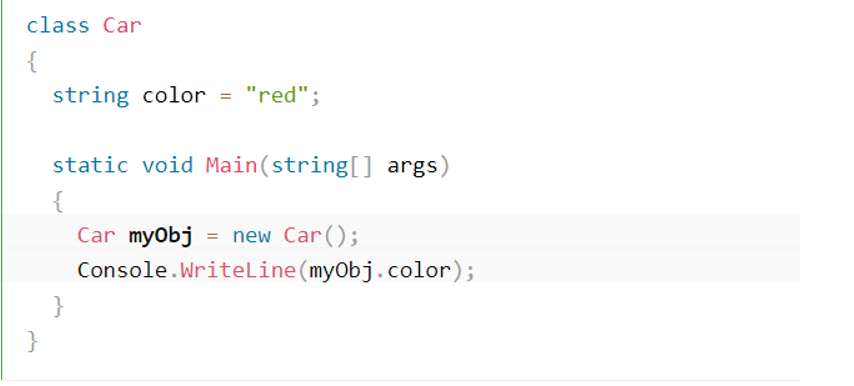 class Car
{
  string color = "red";

  static void Main(string[] args)
  {
    Car myObj = new Car();
    Console.WriteLine(myObj.color);
  }
}